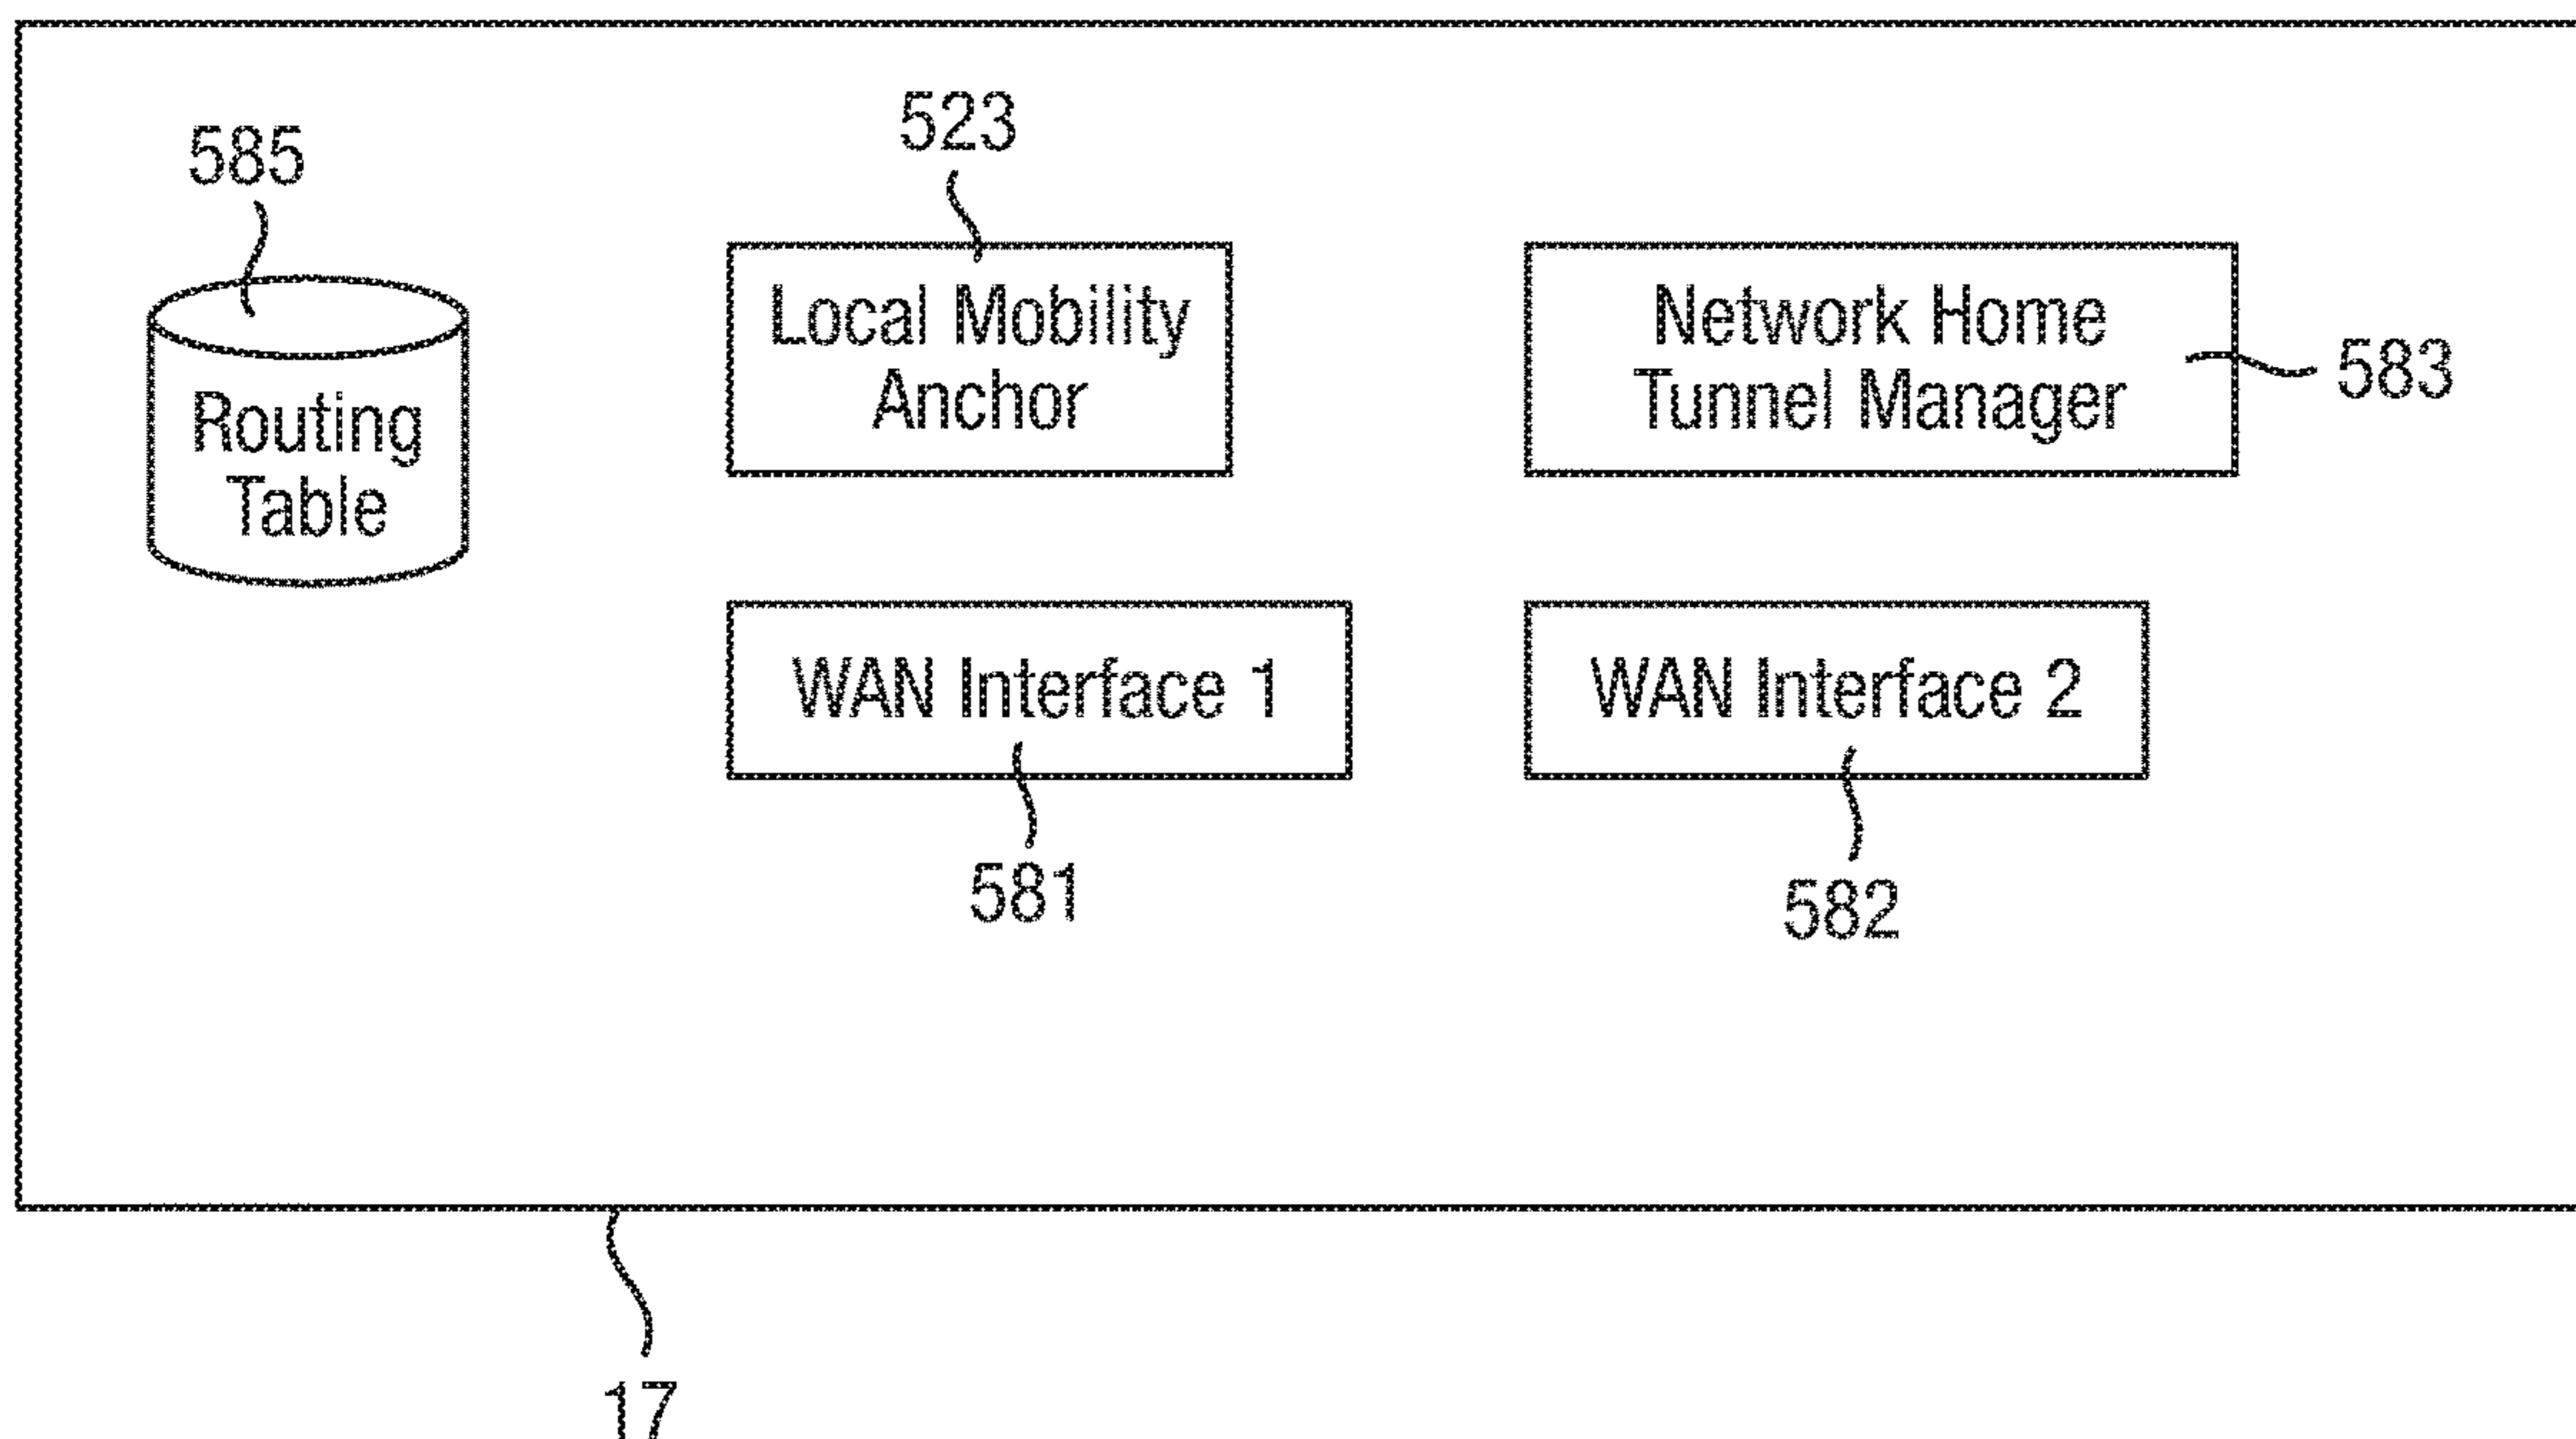 523
585
Local Mobility
Anchor
Network Home
Tunnel Manager
583
Routing
Table
WAN Interface 1
WAN Interface 2
581
582
17